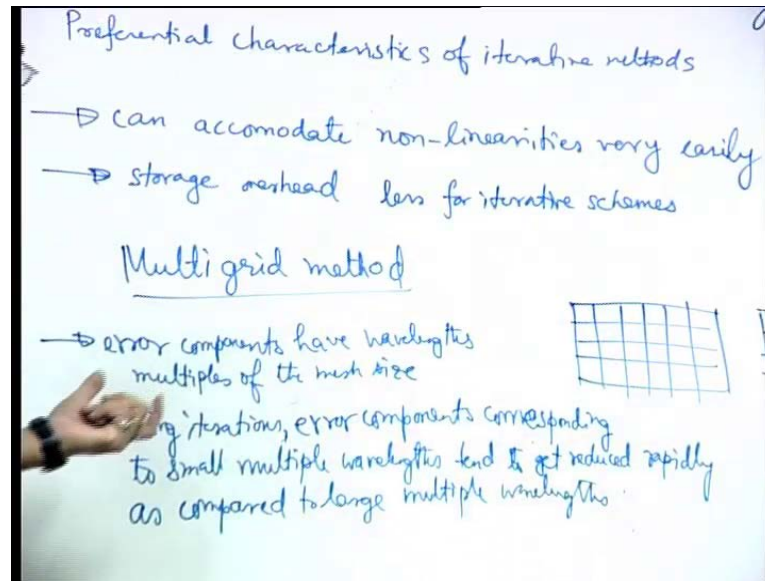 Preferential characteristics of iterative methods
can accomodate non-linearities very easily
storage overhead less for iterative schemes
Multigrid method
error components have wavelengths
multiples of the mesh size
iterations, error components corresponding
to small multiple wavelengths tend to get reduced rapidly
as compared to large multiple wavelengths.